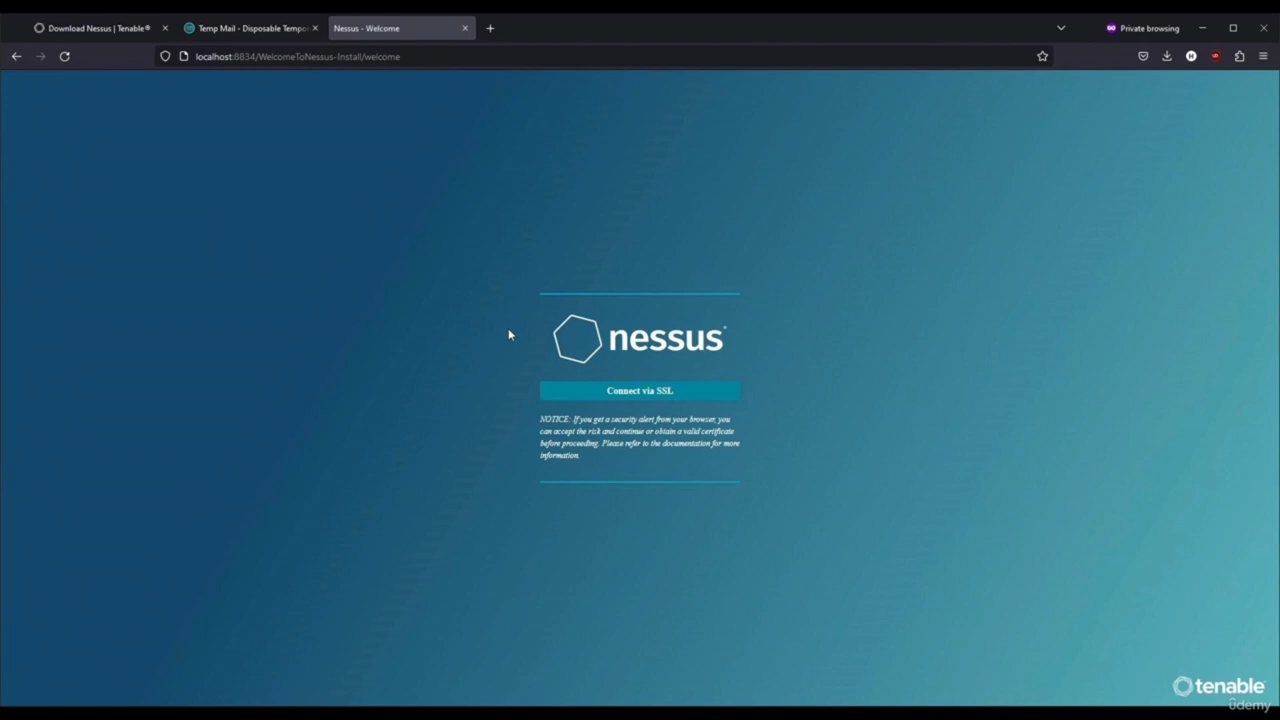 Download Nessus | Tenable®
Temp Mail - Disposable Tempo
Nessus - Welcome
Private browsing
localhost:8834/WelcomeToNessus-Install/welcome
nessus
Connect via SSL
NOTICE: If you get a security alert from your browser, you
can accept the risk and continue or obtain a valid certificate
before proceeding. Please refer to the documentation for more
information.
tenable
udemy